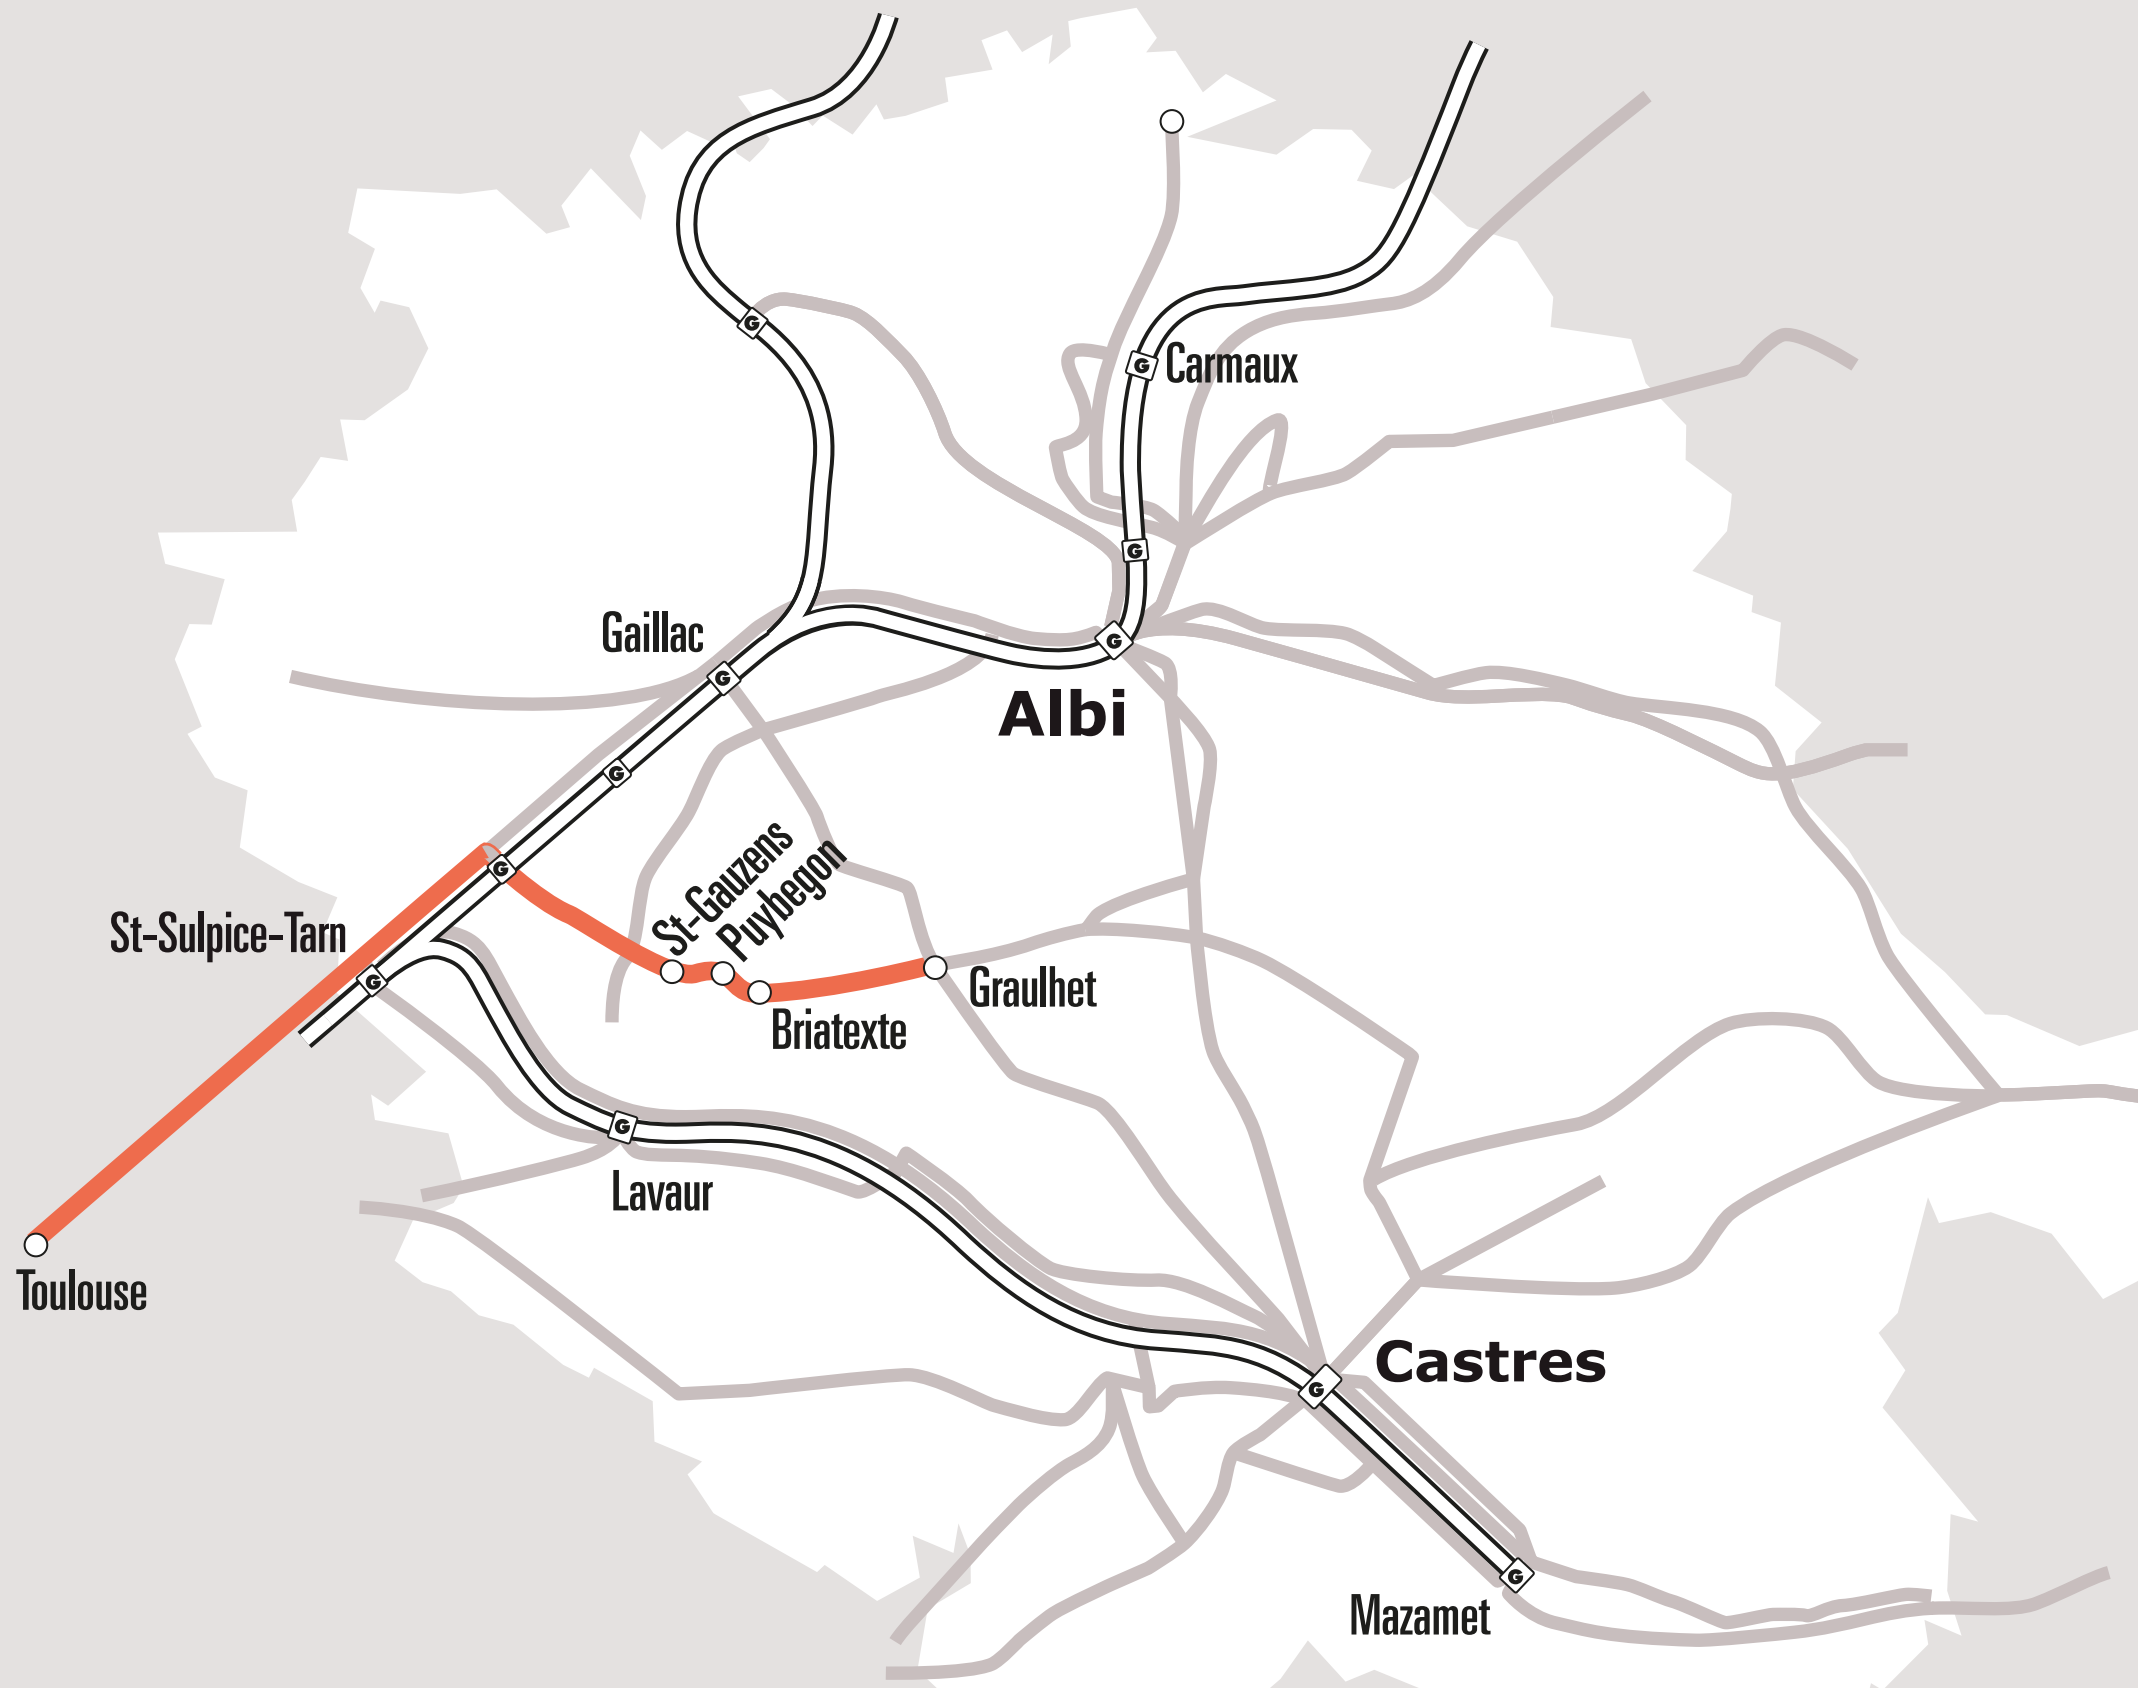 G
Carmaux
G
G
Gaillac
G
G
Albi
G
G
St-Gauzens
Puybegon
St-Sulpice-Tarn
G
Graulhet
Briatexte
G
Lavaur
Toulouse
Castres
G
G
Mazamet